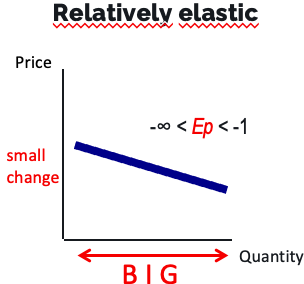 Relatively elastic
Price
-∞ < Ep < -1
small
change
Quantity
B I G